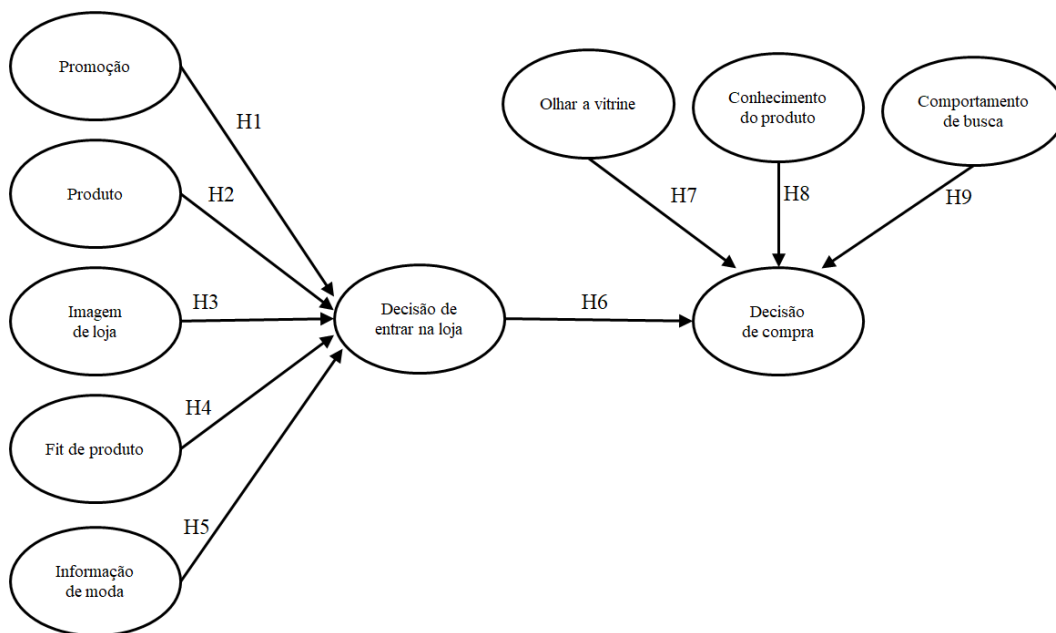 Promoção
H1
Produto
H2
Imagem
de loja
H3
Fit de produto
H4
Informação
de moda
H5
Decisão de
entrar na loja
H6
Olhar a vitrine
H7
Conhecimento
do produto
H8
Comportamento
de busca
H9
Decisão
de compra